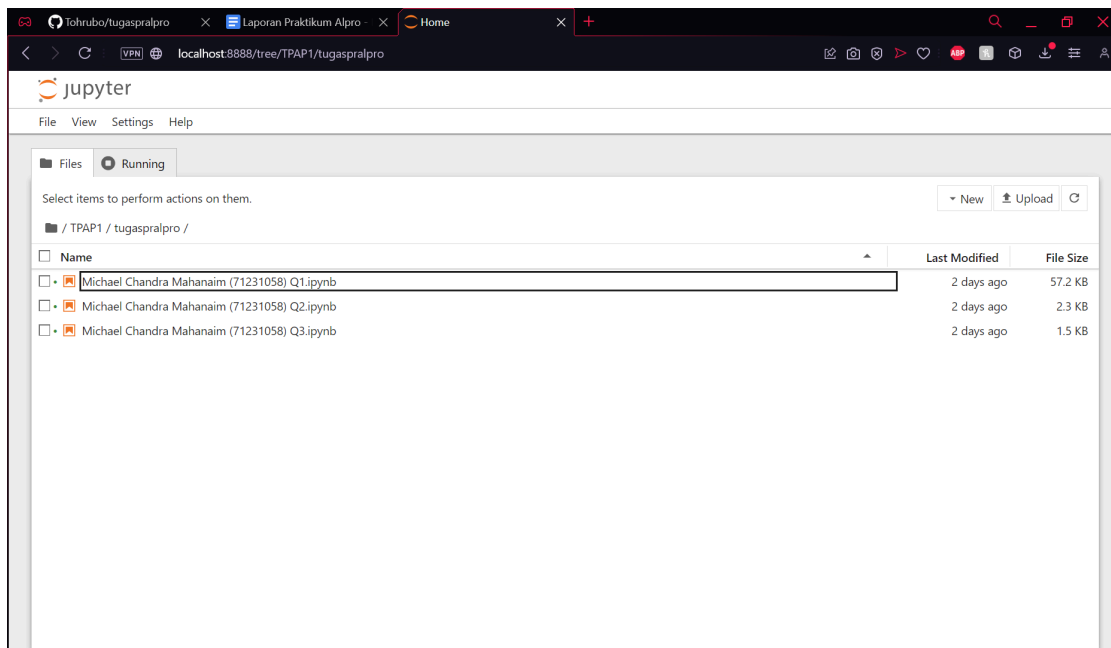 Tohrubo/tugaspralpro
Laporan Praktikum Alpro -
Home
VPN
localhost:8888/tree/TPAP1/tugaspralpro
ABP
jupyter
File View Settings Help
Files Running
Select items to perform actions on them.
New Upload
/ TPAP1 / tugaspralpro /
Name Last Modified File Size
Michael Chandra Mahanaim (71231058) Q1.ipynb 2 days ago 57.2 KB
Michael Chandra Mahanaim (71231058) Q2.ipynb 2 days ago 2.3 KB
Michael Chandra Mahanaim (71231058) Q3.ipynb 2 days ago 1.5 KB